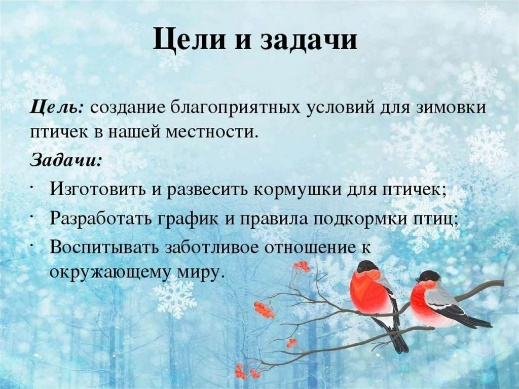 Цели и задачи
Цель: создание благоприятных условий для зимовки
птичек в нашей местности.
Задачи:
· Изготовить и развесить кормушки для птичек;
· Разработать график и правила подкормки птиц;
· Воспитывать заботливое отношение к
окружающему миру.